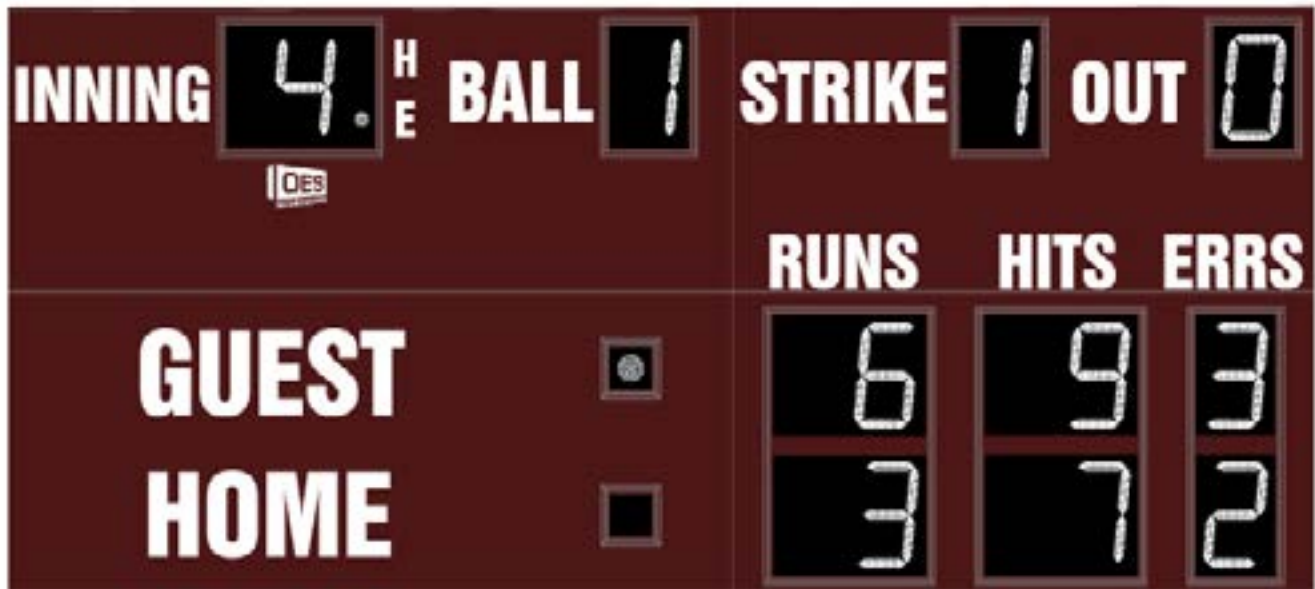 INNING 4. H E BALL 1 STRIKE 1 OUT 0
OES
RUNS HITS ERRS
GUEST 6 9 3
HOME 3 7 2